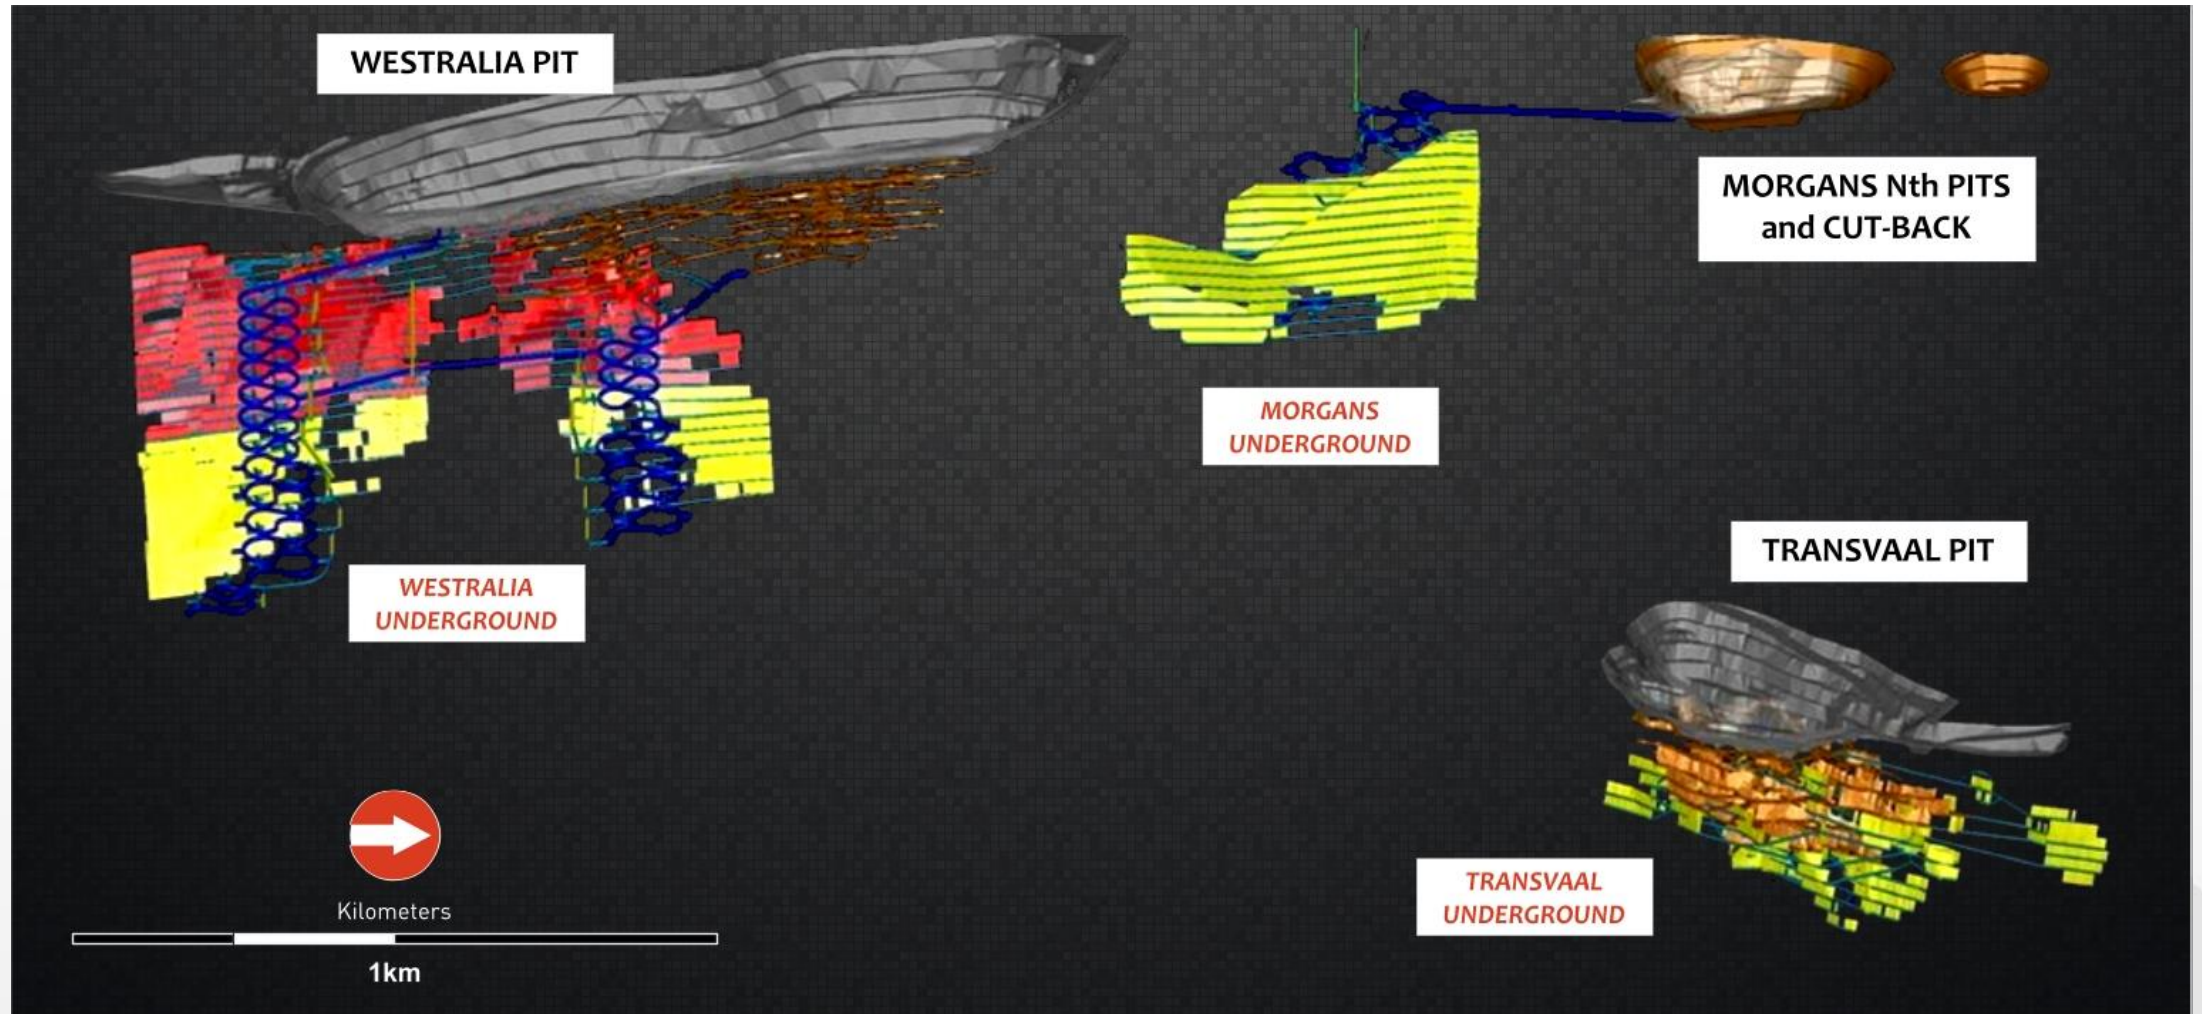 WESTRALIA PIT
MORGANS Nth PITS
and CUT-BACK
MORGANS
UNDERGROUND
TRANSVAAL PIT
WESTRALIA
UNDERGROUND
TRANSVAAL
UNDERGROUND
Kilometers
1km